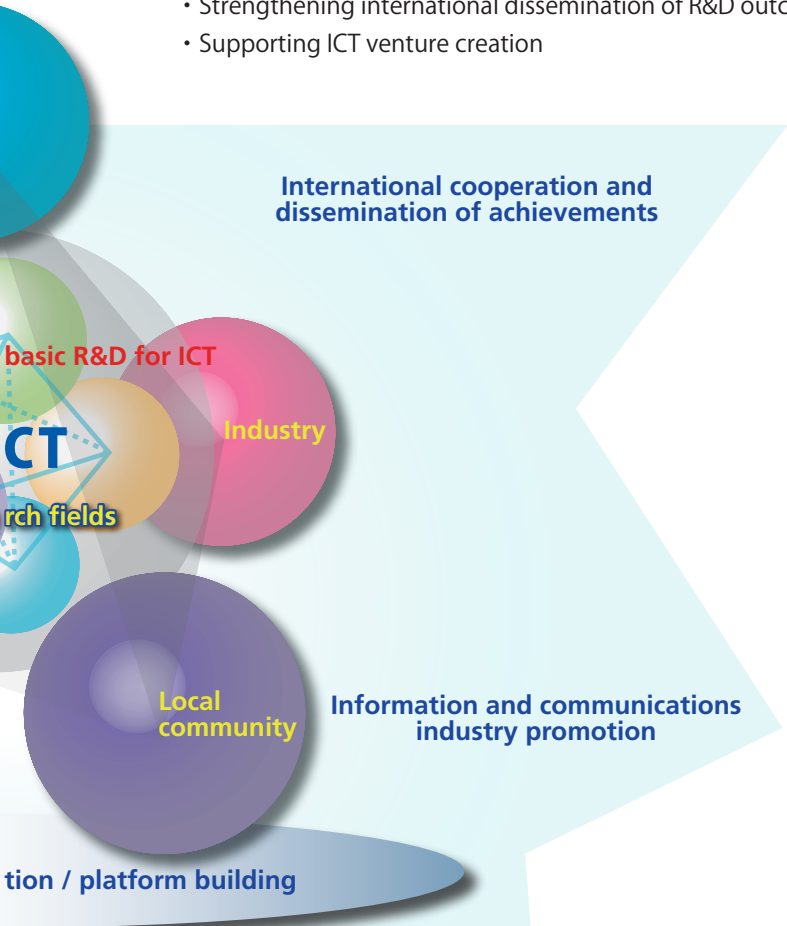 ・Strengthening international dissemination of R&D outc
・Supporting ICT venture creation
International cooperation and
dissemination of achievements
basic R&D for ICT
Industry
CT
rch fields
Local
community
Information and communications
industry promotion
tion / platform building